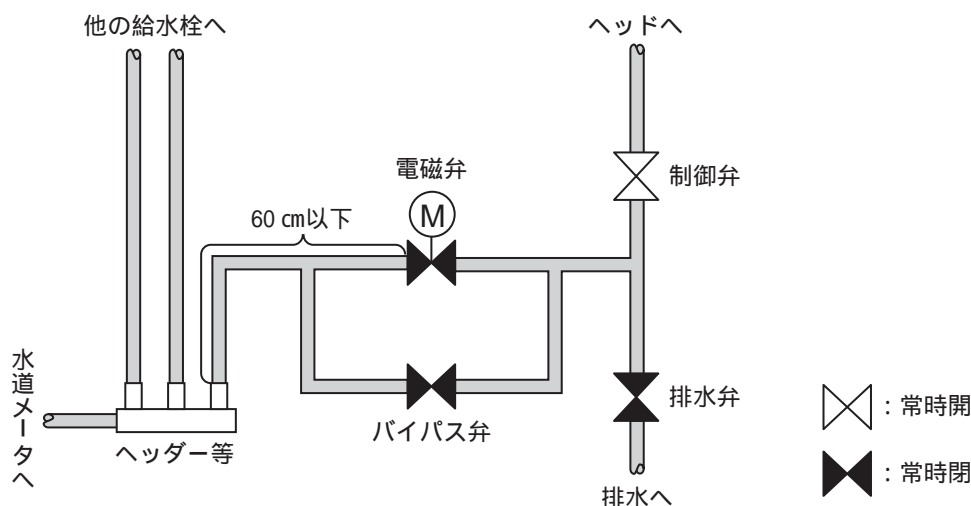 他の給水栓へ
ヘッドへ
電磁弁
M
制御弁
60 cm以下
水道メータへ
ヘッダー等
バイパス弁
排水弁
排水へ
：常時開
：常時閉